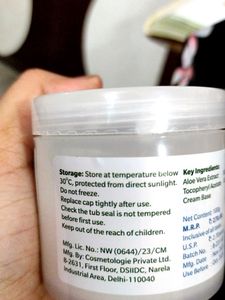 Storage: Store at temperature below
30°C, protected from direct sunlight.
Do not freeze.
Replace cap tightly after use.
Check the tub seal is not tempered
before first use.
Keep out of the reach of children.
Mfg. Lic. No.: NW (0644)/23/CM
Mfg. By: Cosmetologie Private Ltd.
B-2631, First Floor, DSIIDC, Narela
Industrial Area, Delhi-110040
Key Ingredients:
Aloe Vera Extract
Tocopheryl Acetate
Cream Base
Net Content:
M.R.P.
Inclusive of all
U.S.P.
Batch No.
Mfg. Date
Use Before